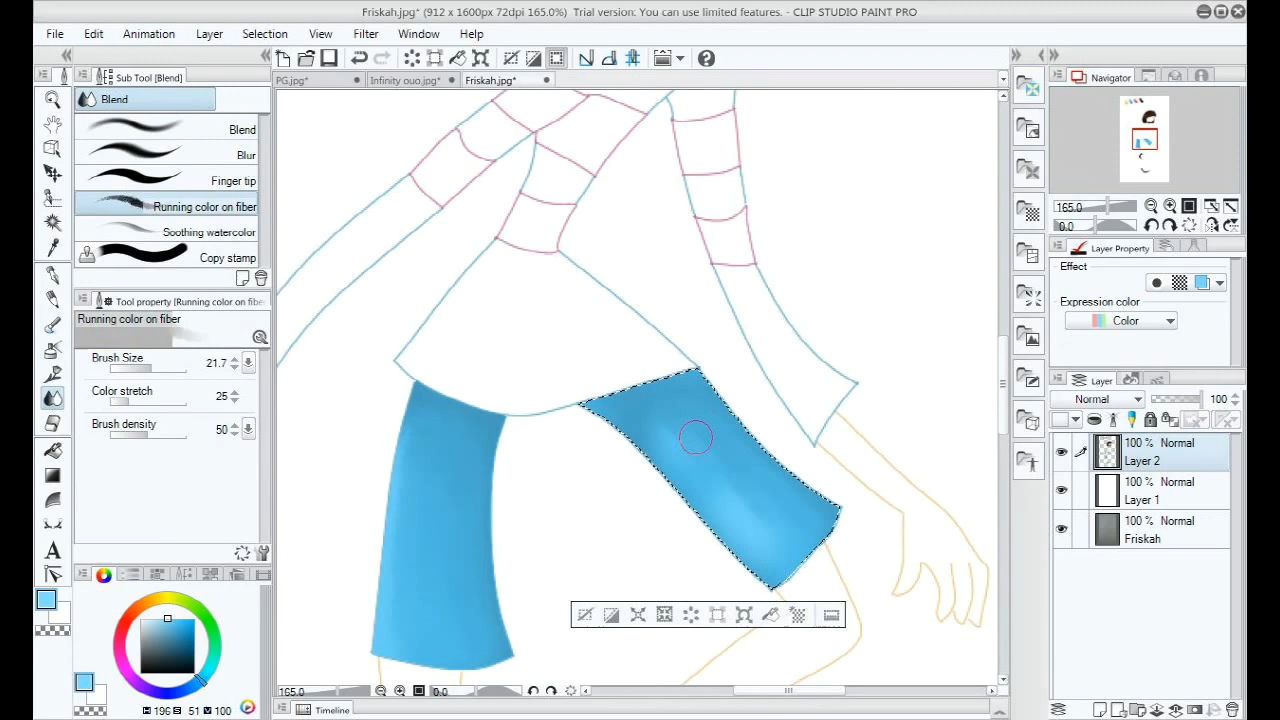 Friskah.jpg* (912 x 1600px 72dpi 165.0%) Trial version: You can use limited features. - CLIP STUDIO PAINT PRO
File Edit Animation Layer Selection View Filter Window Help
Sub Tool [Blend]
PG.jpg* Infinity ouo.jpg* Friskah.jpg*
Navigator
Blend
Blend
Blur
Finger tip
Running color on fiber
Soothing watercolor
Copy stamp
165.0
0.0
Layer Property
Effect
Expression color
Color
Tool property [Running color on fiber]
Running color on fiber
Brush Size 21.7
Color stretch 25
Brush density 50
Layer
Normal 100
100 % Normal
Layer 2
100 % Normal
Layer 1
100 % Normal
Friskah
A
165.0 0.0
H 196 S 51 V 100
Timeline